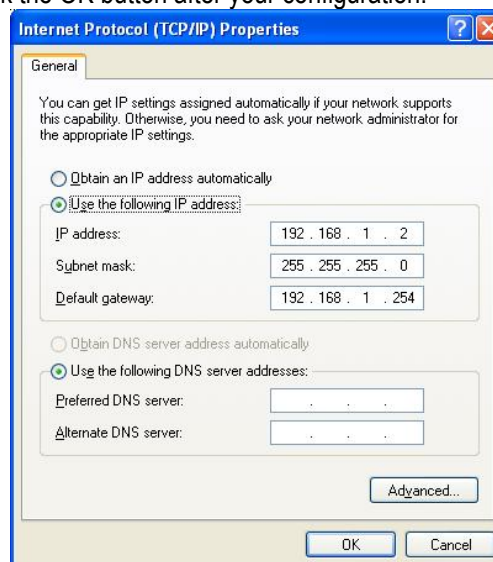 k the OK button after your configuration.
Internet Protocol (TCP/IP) Properties
General
You can get IP settings assigned automatically if your network supports
this capability. Otherwise, you need to ask your network administrator for
the appropriate IP settings.
Obtain an IP address automatically
Use the following IP address:
IP address: 192 . 168 . 1 . 2
Subnet mask: 255 . 255 . 255 . 0
Default gateway: 192 . 168 . 1 . 254
Obtain DNS server address automatically
Use the following DNS server addresses:
Preferred DNS server: . . .
Alternate DNS server: . . .
Advanced...
OK Cancel